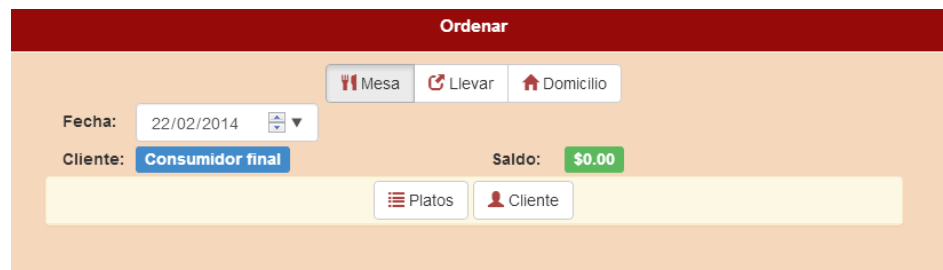 Ordenar
Mesa Llevar Domicilio
Fecha: 22/02/2014
Cliente: Consumidor final Saldo: $0.00
Platos Cliente